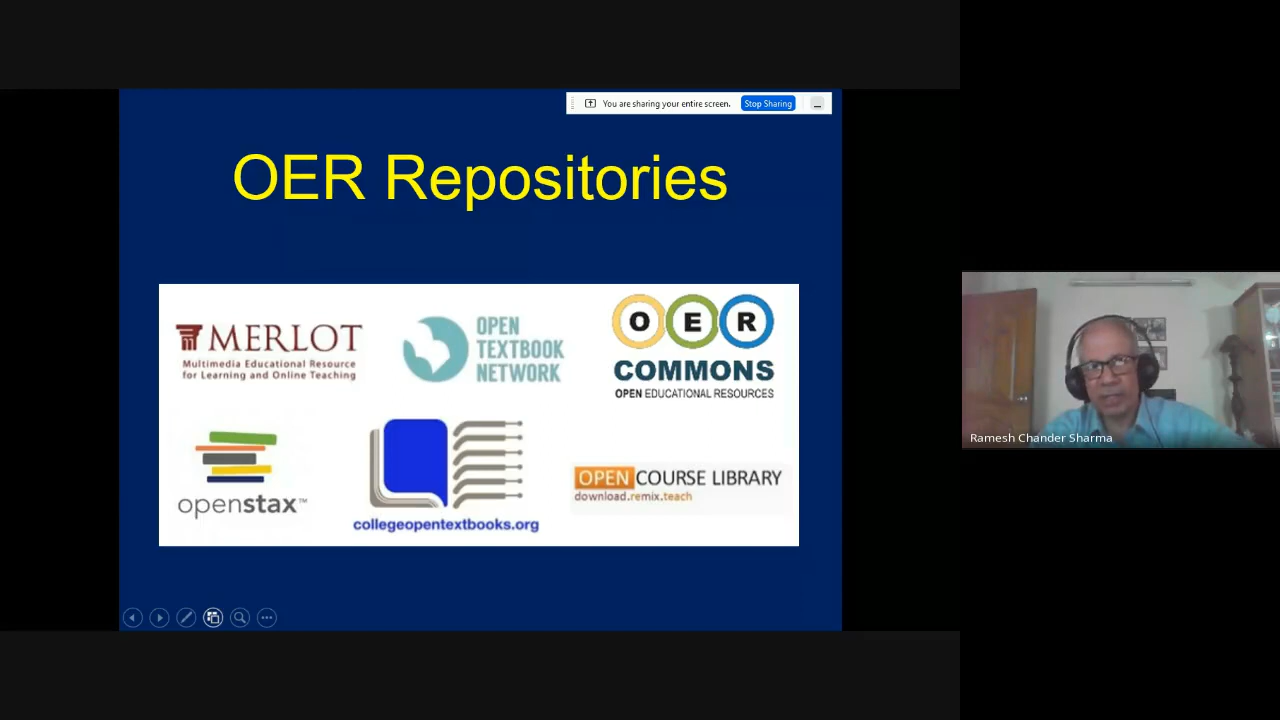 You are sharing your entire screen.
Stop Sharing
OER Repositories
MERLOT
Multimedia Educational Resource
for Learning and Online Teaching
OPEN
TEXTBOOK
NETWORK
OER
COMMONS
OPEN EDUCATIONAL RESOURCES
openstax™
collegeopentextbooks.org
OPEN COURSE LIBRARY
download.remix.teach
Ramesh Chander Sharma